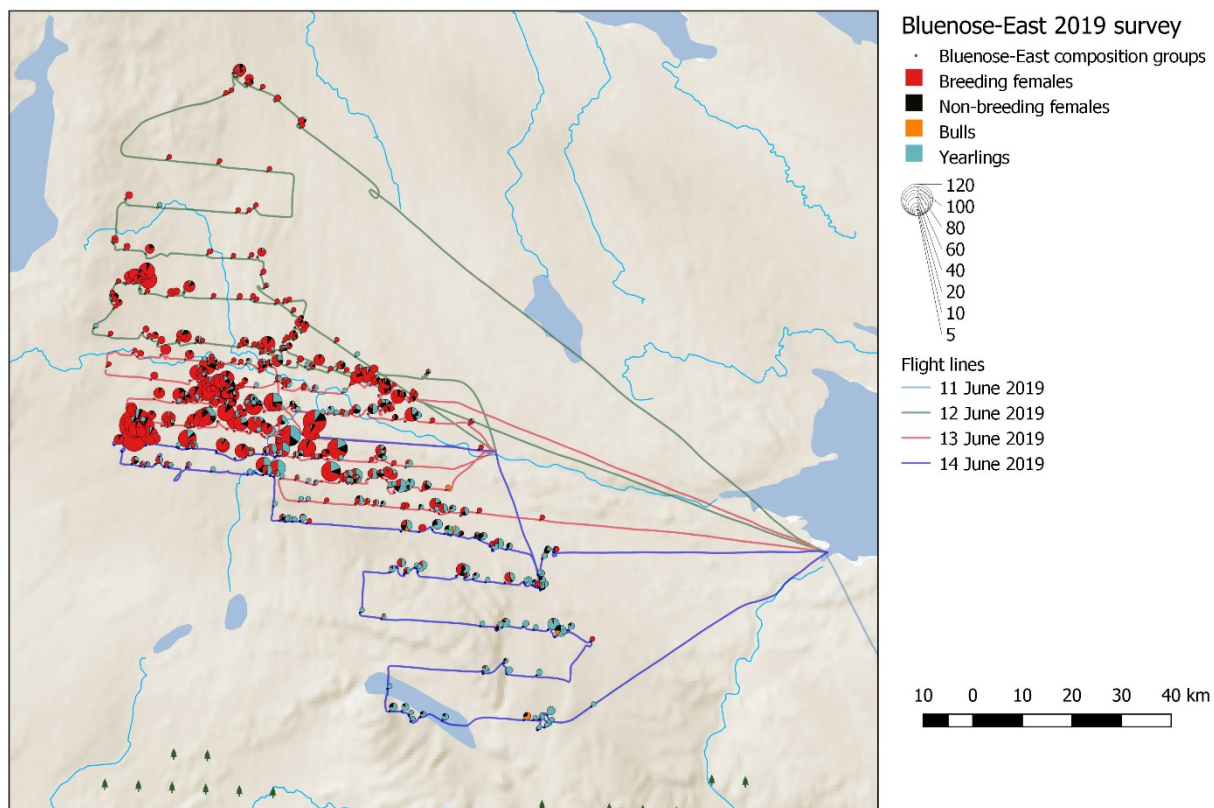 Bluenose-East 2019 survey
Bluenose-East composition groups
Breeding females
Non-breeding females
Bulls
Yearlings
120
100
80
60
40
20
10
5
Flight lines
11 June 2019
12 June 2019
13 June 2019
14 June 2019
10 0 10 20 30 40 km